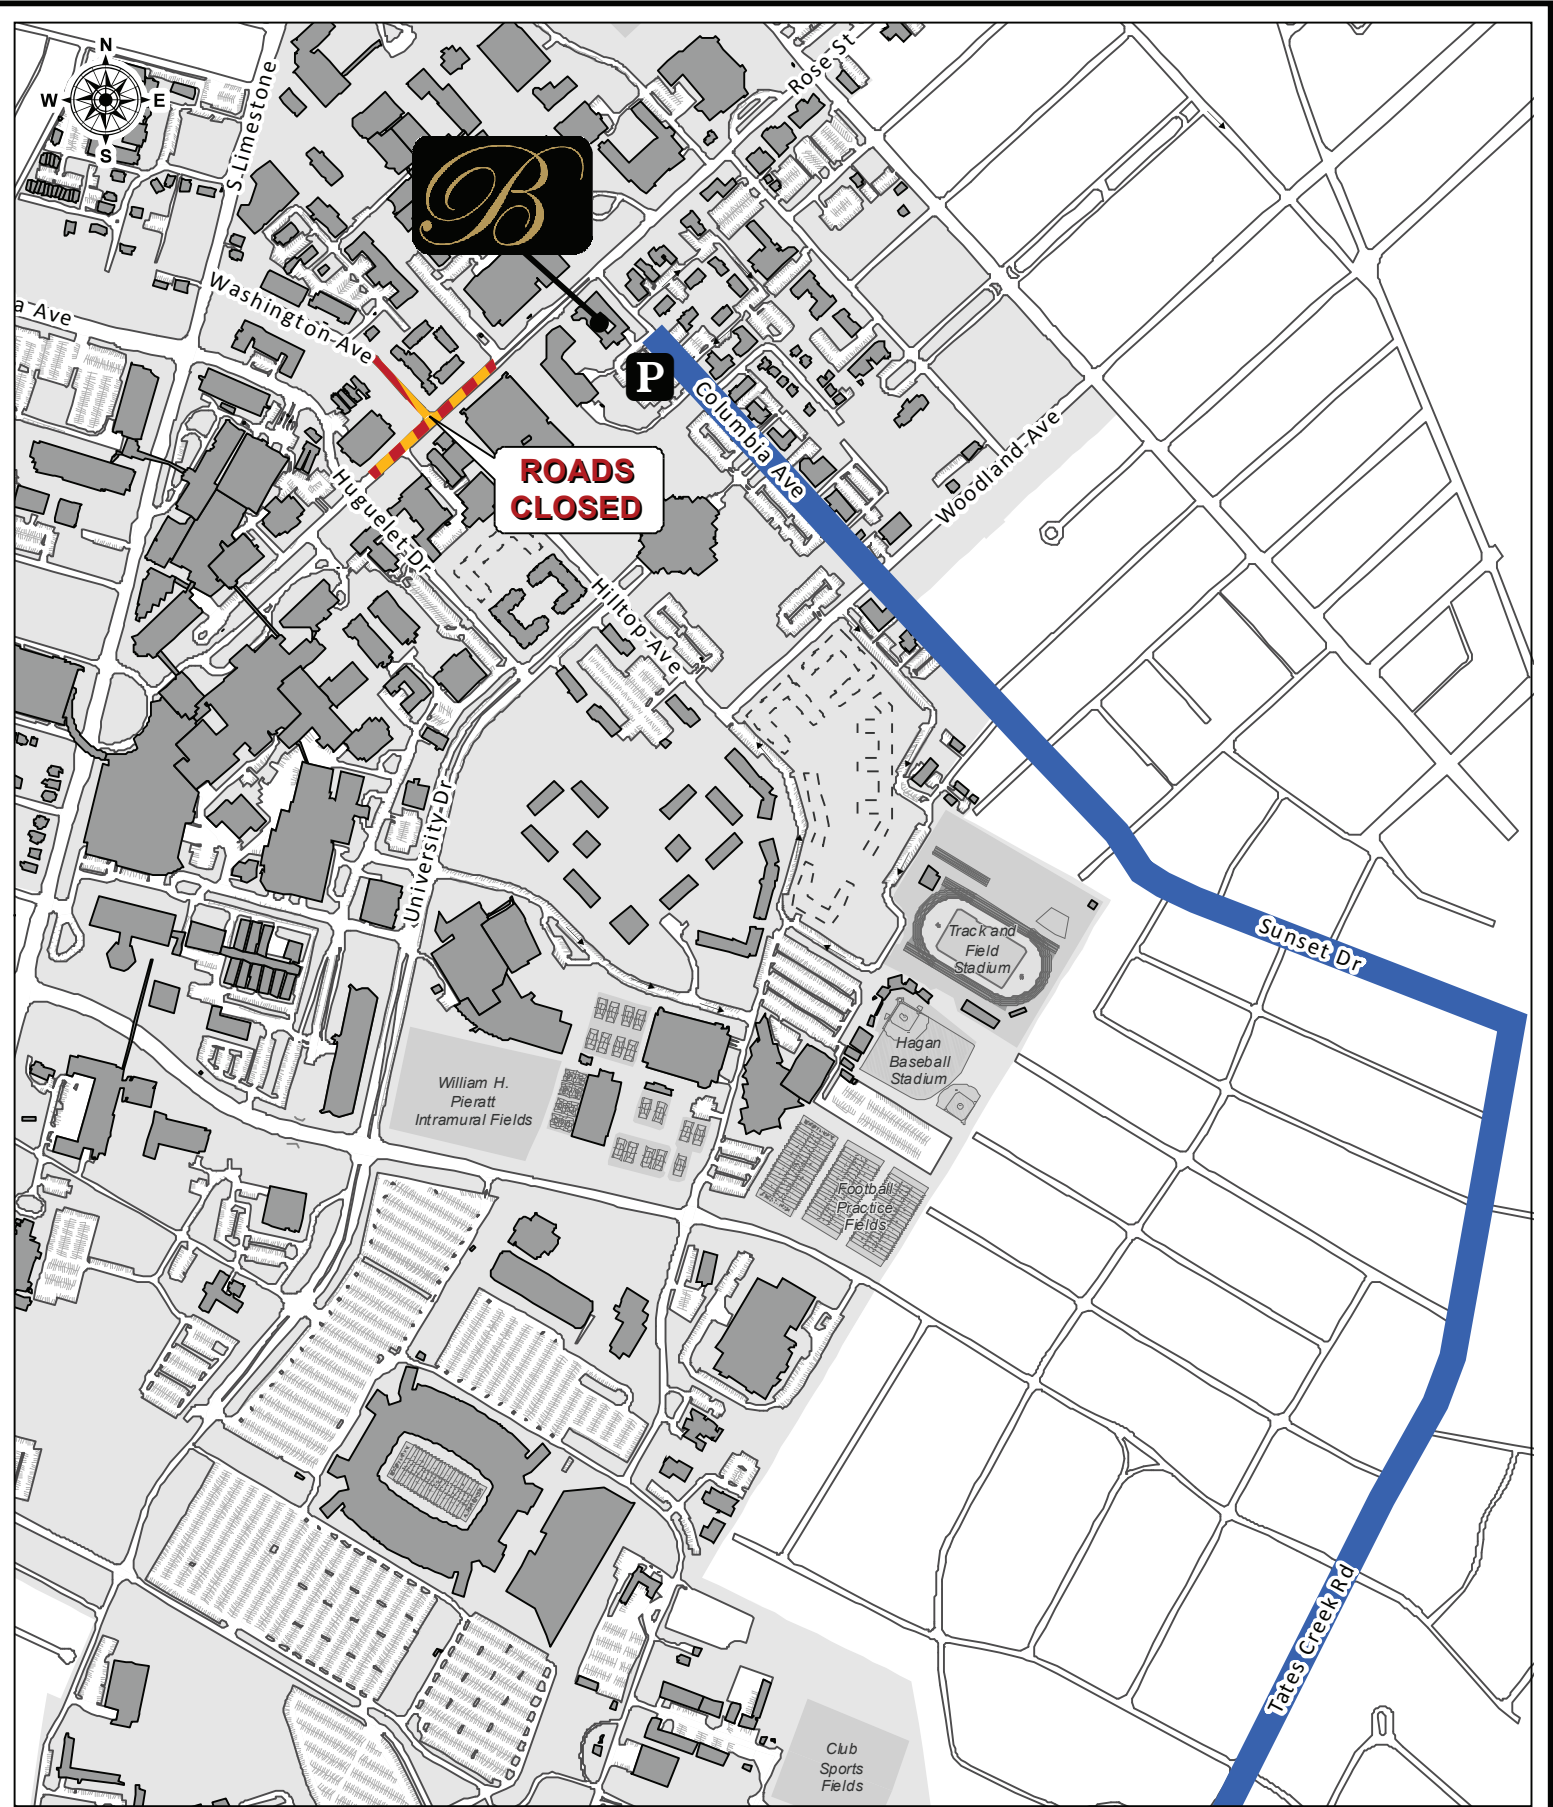 N
W
E
S
S Limestone
Rose St
B
Washington Ave
a Ave
P
Columbia Ave
ROADS
CLOSED
Woodland Ave
Huguelet Dr
Hilltop Ave
University Dr
Track and
Field
Stadium
Sunset Dr
Hagan
Baseball
Stadium
William H.
Pieratt
Intramural Fields
Football
Practice
Fields
Tates Creek Rd
Club
Sports
Fields